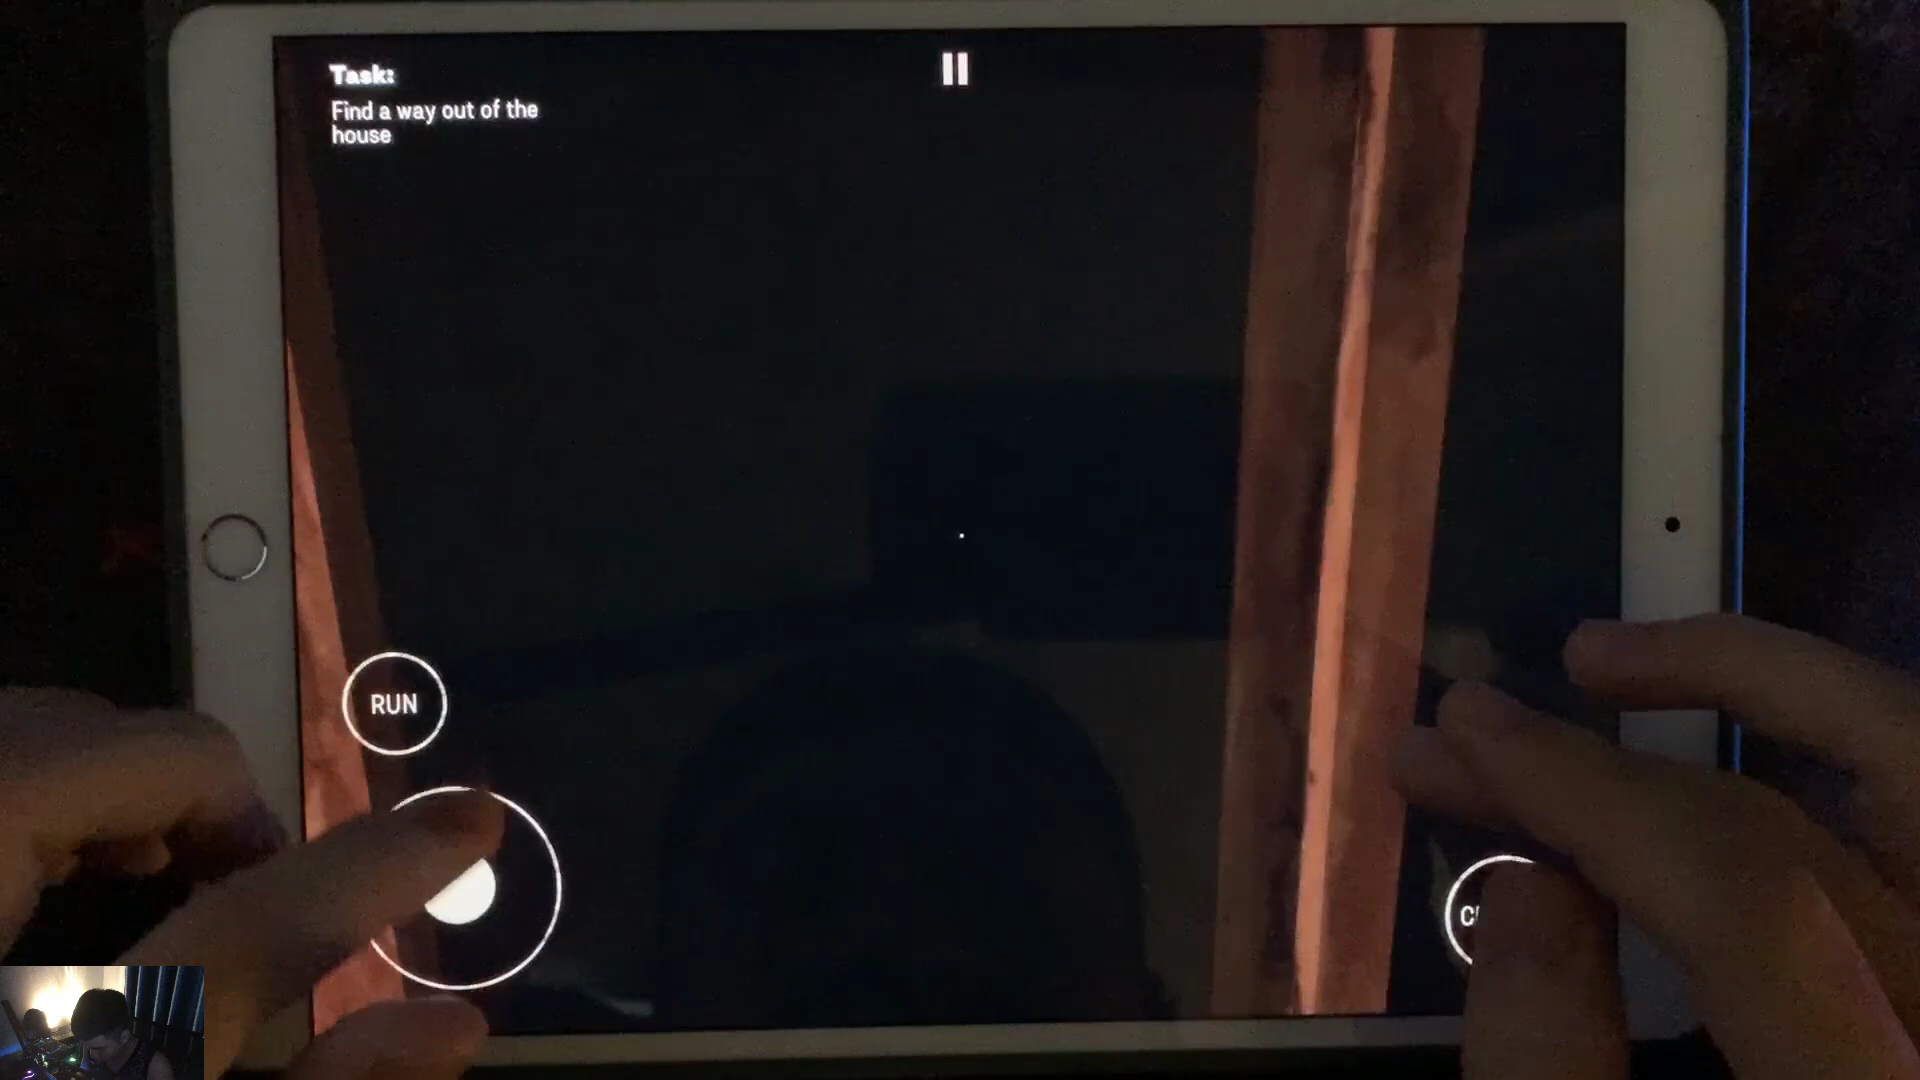 Task:
Find a way out of the
house
RUN